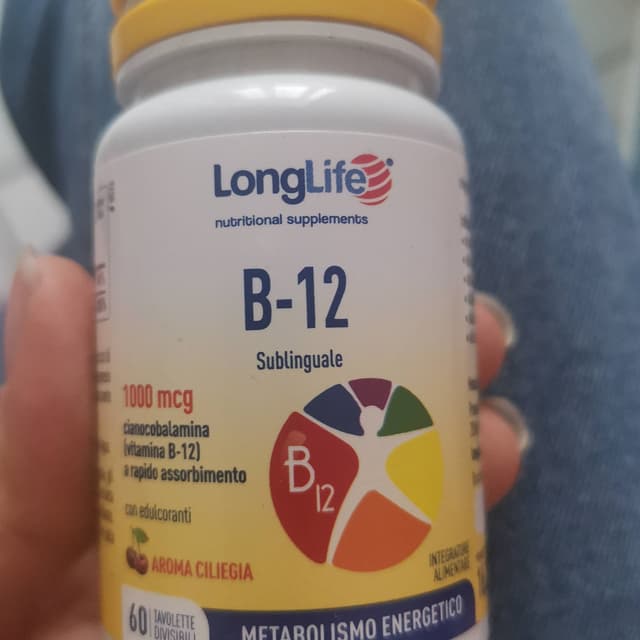 LongLife
nutritional supplements
B-12
Sublinguale
1000 mcg
cianocobalamina
(vitamina B-12)
a rapido assorbimento
con edulcoranti
AROMA CILIEGIA
B12
INTEGRATORE
ALIMENTARE
60 TAVOLETTE
DIVISIBILI
METABOLISMO ENERGETICO